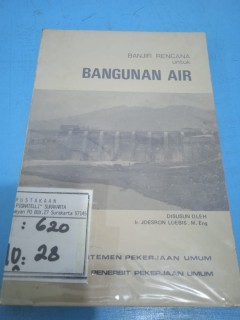 BANJIR RENCANA
untuk
BANGUNAN AIR
DISUSUN OLEH
Ir. JOESRON LOEBIS, M. Eng.
PUSTAKAAN
Surakarta
: 620
: 28
TEMEN PEKERJAAN UMUM
PENERBIT PEKERJAAN UMUM